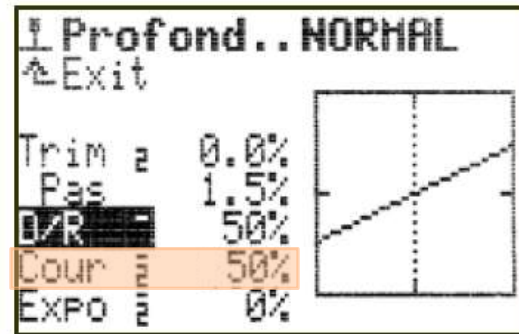 Profond..NORMAL
Exit
Trim 0.0%
Pas 1.5%
D/R 50%
Cour 50%
Expo 0%